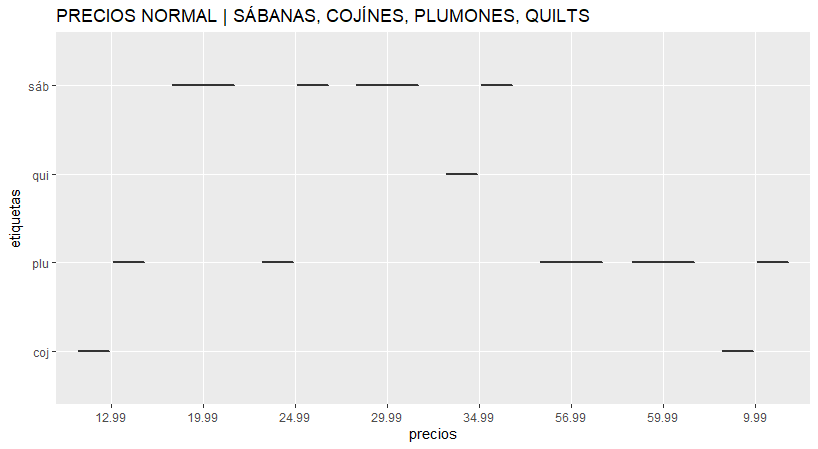 PRECIOS NORMAL | SÁBANAS, COJÍNES, PLUMONES, QUILTS
sáb
qui
plu
coj
etiquetas
12.99 19.99 24.99 29.99 34.99 56.99 59.99 9.99
precios